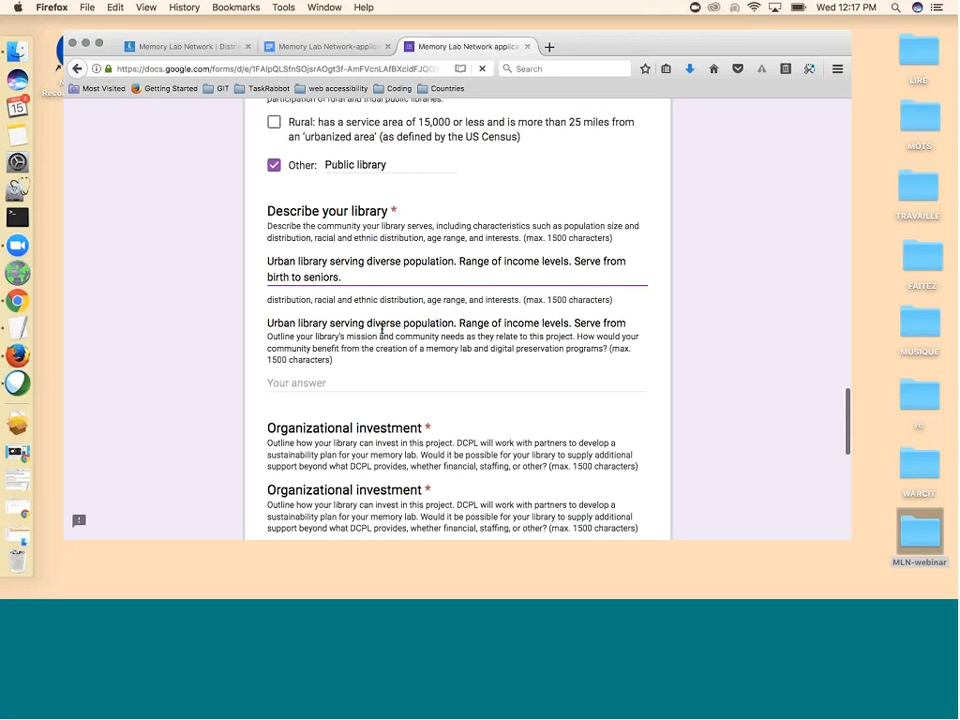 Firefox File Edit View History Bookmarks Tools Window Help
Wed 12:17 PM
Memory Lab Network | Distri
Memory Lab Network-applic
Memory Lab Network applica
Search
Most Visited Getting Started GIT TaskRabbot web accessibility Coding Countries
participation of rural and tribal public libraries.
Rural: has a service area of 15,000 or less and is more than 25 miles from
an 'urbanized area' (as defined by the US Census)
Other: Public library
Describe your library *
Describe the community your library serves, including characteristics such as population size and
distribution, racial and ethnic distribution, age range, and interests. (max. 1500 characters)
Urban library serving diverse population. Range of income levels. Serve from
birth to seniors.
distribution, racial and ethnic distribution, age range, and interests. (max. 1500 characters)
Urban library serving diverse population. Range of income levels. Serve from
Outline your library's mission and community needs as they relate to this project. How would your
community benefit from the creation of a memory lab and digital preservation programs? (max.
1500 characters)
Your answer
Organizational investment *
Outline how your library can invest in this project. DCPL will work with partners to develop a
sustainability plan for your memory lab. Would it be possible for your library to supply additional
support beyond what DCPL provides, whether financial, staffing, or other? (max. 1500 characters)
Organizational investment *
Outline how your library can invest in this project. DCPL will work with partners to develop a
sustainability plan for your memory lab. Would it be possible for your library to supply additional
support beyond what DCPL provides, whether financial, staffing, or other? (max. 1500 characters)
15
LIRE
MOTS
TRAVAILLE
FAITEZ
MUSIQUE
WARCIT
MLN-webinar